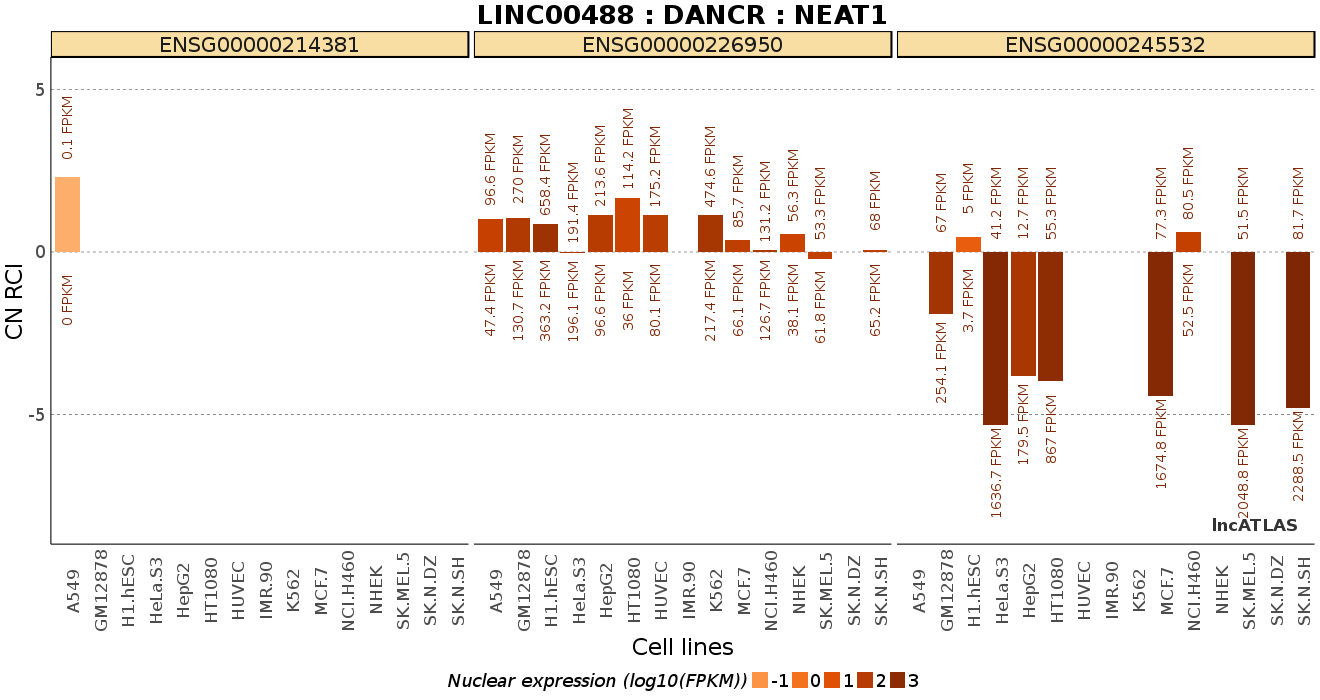 LINC00488 : DANCR : NEAT1
ENSG00000214381 ENSG00000226950 ENSG00000245532
CN RCI
5
0
-5
0.1 FPKM
0 FPKM
96.6 FPKM
270 FPKM
658.4 FPKM
191.4 FPKM
213.6 FPKM
114.2 FPKM
175.2 FPKM
474.6 FPKM
85.7 FPKM
131.2 FPKM
56.3 FPKM
53.3 FPKM
68 FPKM
47.4 FPKM
130.7 FPKM
363.2 FPKM
196.1 FPKM
96.6 FPKM
36 FPKM
80.1 FPKM
217.4 FPKM
66.1 FPKM
126.7 FPKM
38.1 FPKM
61.8 FPKM
65.2 FPKM
67 FPKM
5 FPKM
41.2 FPKM
12.7 FPKM
55.3 FPKM
77.3 FPKM
80.5 FPKM
51.5 FPKM
81.7 FPKM
254.1 FPKM
3.7 FPKM
1636.7 FPKM
179.5 FPKM
867 FPKM
1674.8 FPKM
52.5 FPKM
2048.8 FPKM
2288.5 FPKM
lncATLAS
A549
GM12878
H1.hESC
HeLa.S3
HepG2
HT1080
HUVEC
IMR.90
K562
MCF.7
NCI.H460
NHEK
SK.MEL.5
SK.N.DZ
SK.N.SH
A549
GM12878
H1.hESC
HeLa.S3
HepG2
HT1080
HUVEC
IMR.90
K562
MCF.7
NCI.H460
NHEK
SK.MEL.5
SK.N.DZ
SK.N.SH
A549
GM12878
H1.hESC
HeLa.S3
HepG2
HT1080
HUVEC
IMR.90
K562
MCF.7
NCI.H460
NHEK
SK.MEL.5
SK.N.DZ
SK.N.SH
Cell lines
Nuclear expression (log10(FPKM)) -1 0 1 2 3